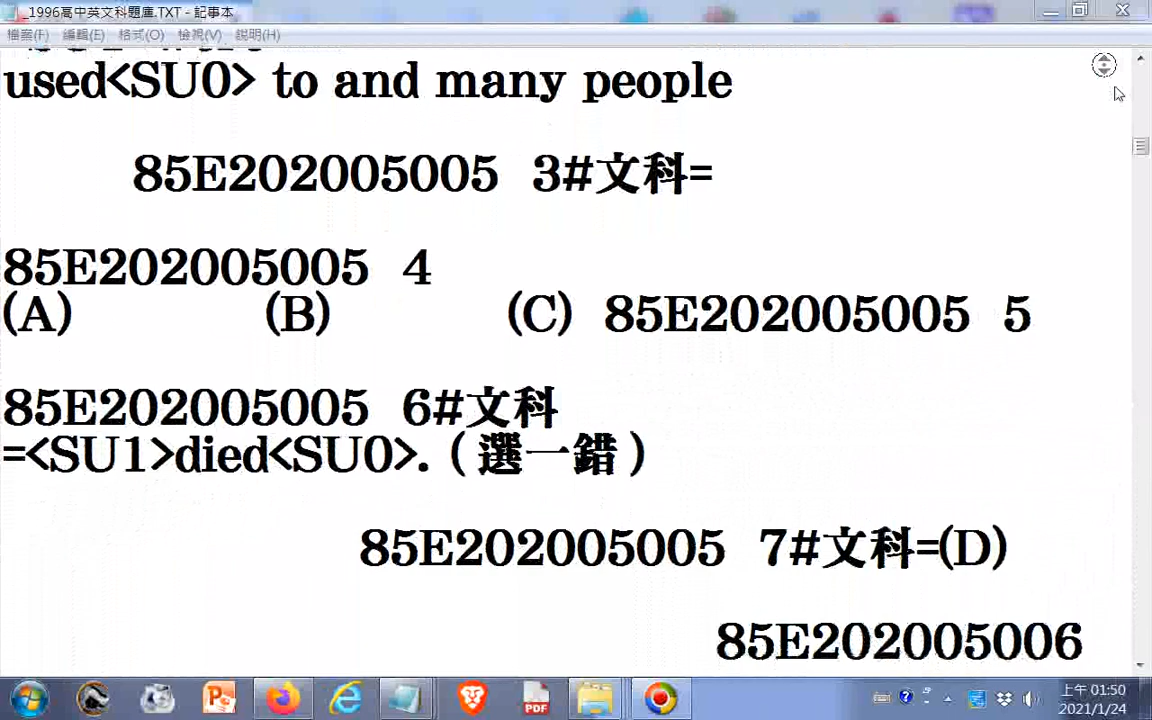 _1996高中英文科題庫.TXT - 記事本
檔案(F) 編輯(E) 格式(O) 檢視(V) 說明(H)
used<SU0> to and many people
85E202005005 3#文科=
85E202005005 4
(A) (B) (C) 85E202005005 5
85E202005005 6#文科
=<SU1>died<SU0>.(選一錯)
85E202005005 7#文科=(D)
85E202005006
上午 01:50
2021/1/24
PDF